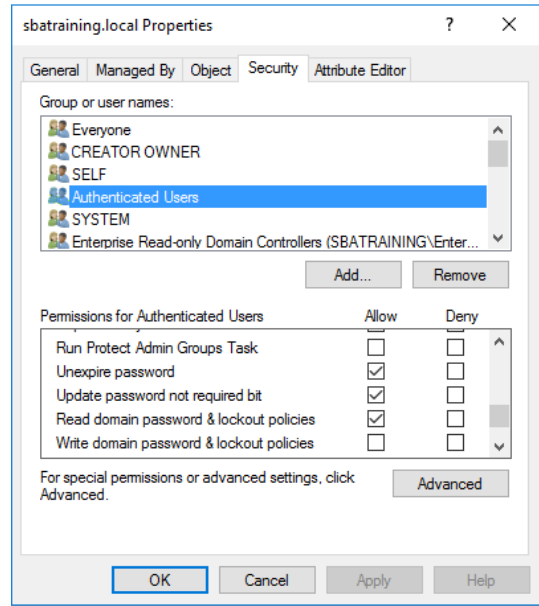 sbatraining.local Properties
General Managed By Object Security Attribute Editor
Group or user names:
Everyone
CREATOR OWNER
SELF
Authenticated Users
SYSTEM
Enterprise Read-only Domain Controllers (SBATRAINING\Enter...
Add... Remove
Permissions for Authenticated Users Allow Deny
Run Protect Admin Groups Task
Unexpire password
Update password not required bit
Read domain password & lockout policies
Write domain password & lockout policies
For special permissions or advanced settings, click
Advanced.
Advanced
OK Cancel Apply Help